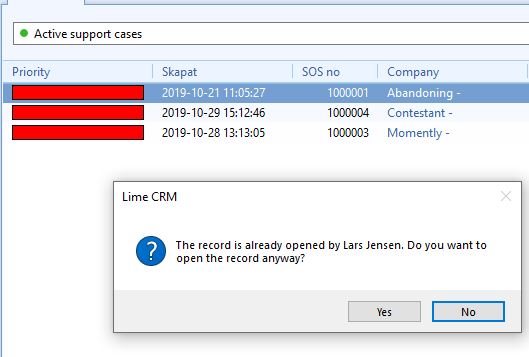 Active support cases
Priority Skapat SOS no Company
2019-10-21 11:05:27 1000001 Abandoning -
2019-10-29 15:12:46 1000004 Contestant -
2019-10-28 13:13:05 1000003 Momently -
Lime CRM
The record is already opened by Lars Jensen. Do you want to
open the record anyway?
Yes No